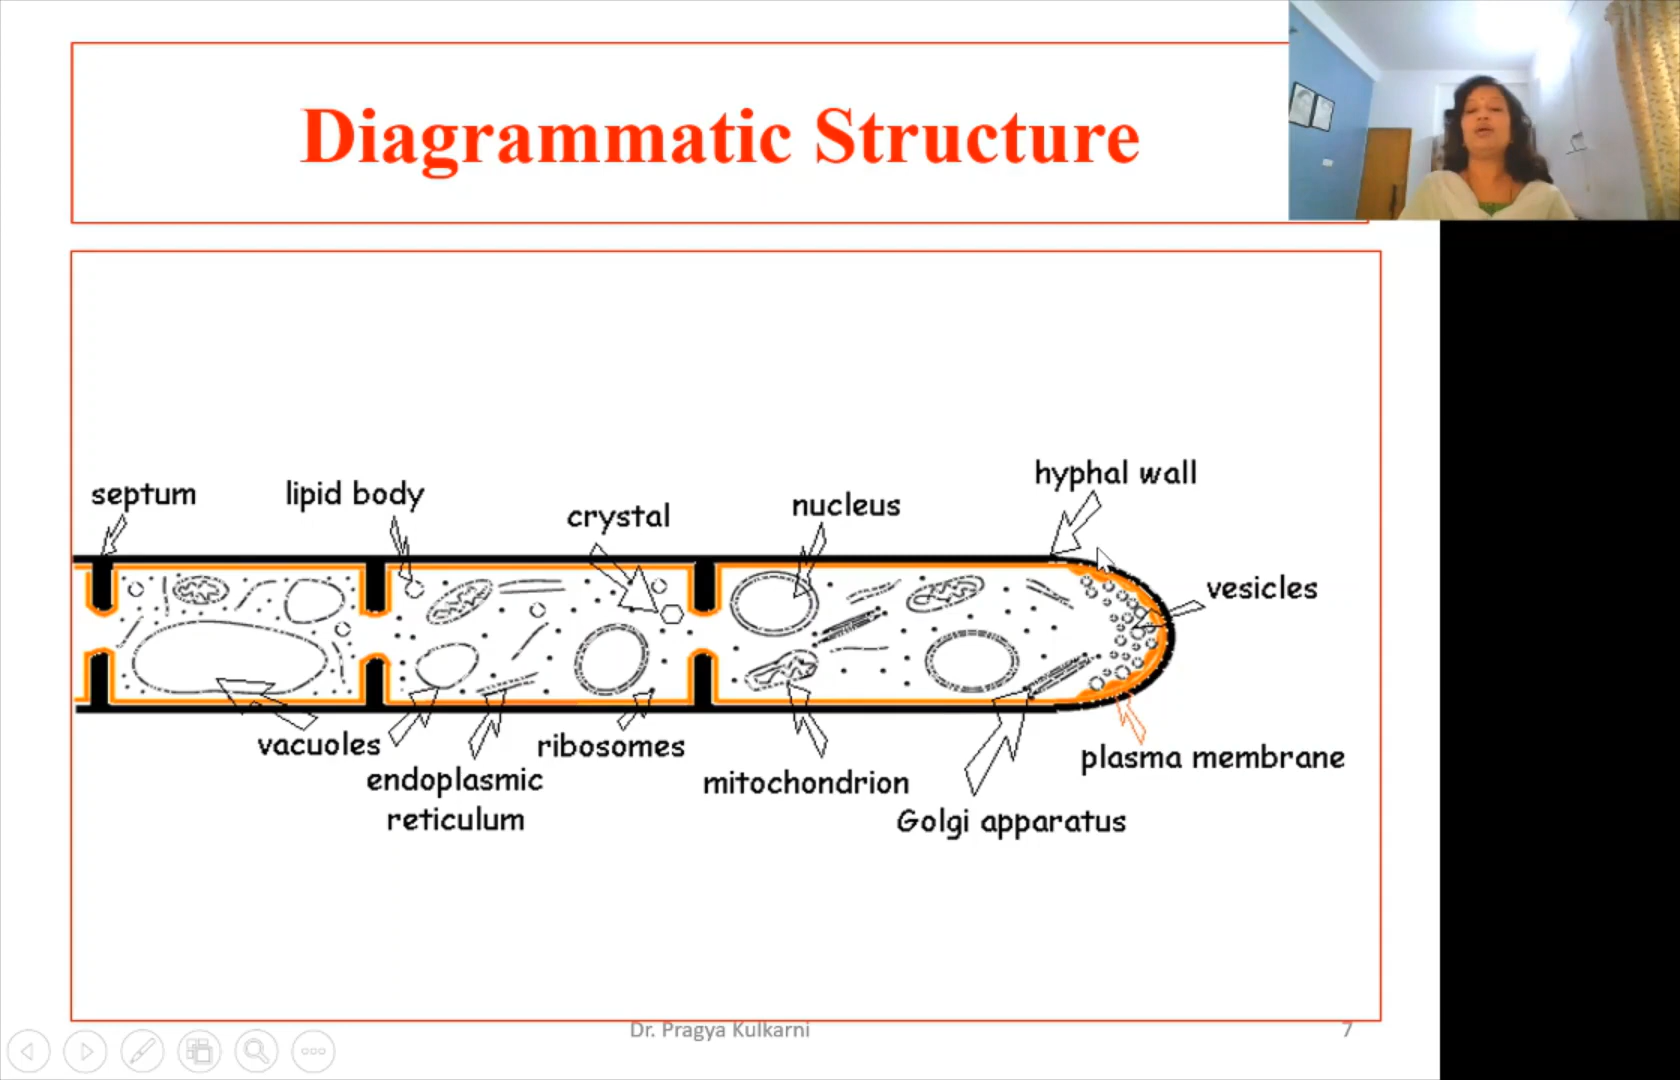 Diagrammatic Structure
hyphal wall
septum
lipid body
nucleus
crystal
vesicles
vacuoles
ribosomes
plasma membrane
endoplasmic
reticulum
mitochondrion
Golgi apparatus
Dr. Pragya Kulkarni
7